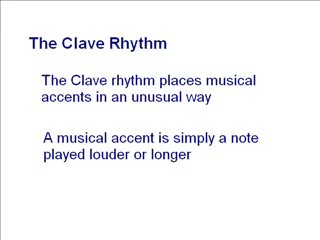 The Clave Rhythm
The Clave rhythm places musical
accents in an unusual way
A musical accent is simply a note
played louder or longer